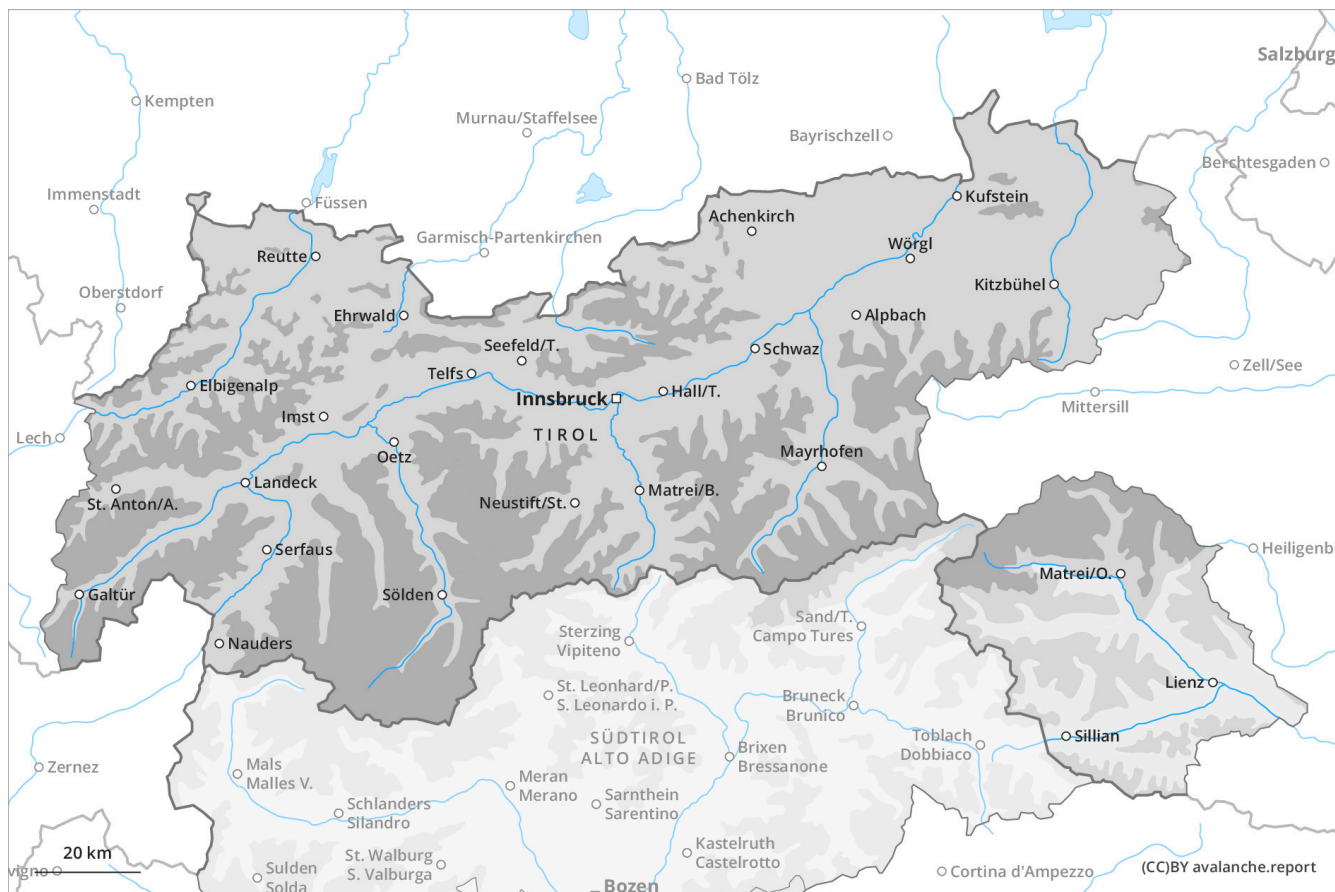 Salzburg
Bad Tölz
Kempten
Murnau/Staffelsee
Bayrischzell
Berchtesgaden
Immenstadt
Füssen
Kufstein
Achenkirch
Garmisch-Partenkirchen
Wörgl
Reutte
Kitzbühel
Oberstdorf
Ehrwald
Alpbach
Seefeld/T.
Schwaz
Zell/See
Telfs
Elbigenalp
Hall/T.
Innsbruck
Mittersill
Imst
Lech
TIROL
Oetz
Mayrhofen
Landeck
Matrei/B.
St. Anton/A.
Neustift/St.
Serfaus
Heiligenb
Matrei/O.
Galtür
Sölden
Sand/T.
Campo Tures
Sterzing
Vipiteno
Nauders
Lienz
St. Leonhard/P.
S. Leonardo i. P.
Bruneck
Brunico
SÜDTIROL
ALTO ADIGE
Toblach
Dobbiaco
Sillian
Brixen
Bressanone
Zernez
Mals
Malles V.
Meran
Merano
Schlanders
Silandro
Sarnthein
Sarentino
Kastelruth
Castelrotto
20 km
St. Walburg
S. Valburga
vigno
Sulden
Solda
Cortina d'Ampezzo
(CC)BY avalanche.report
Bozen